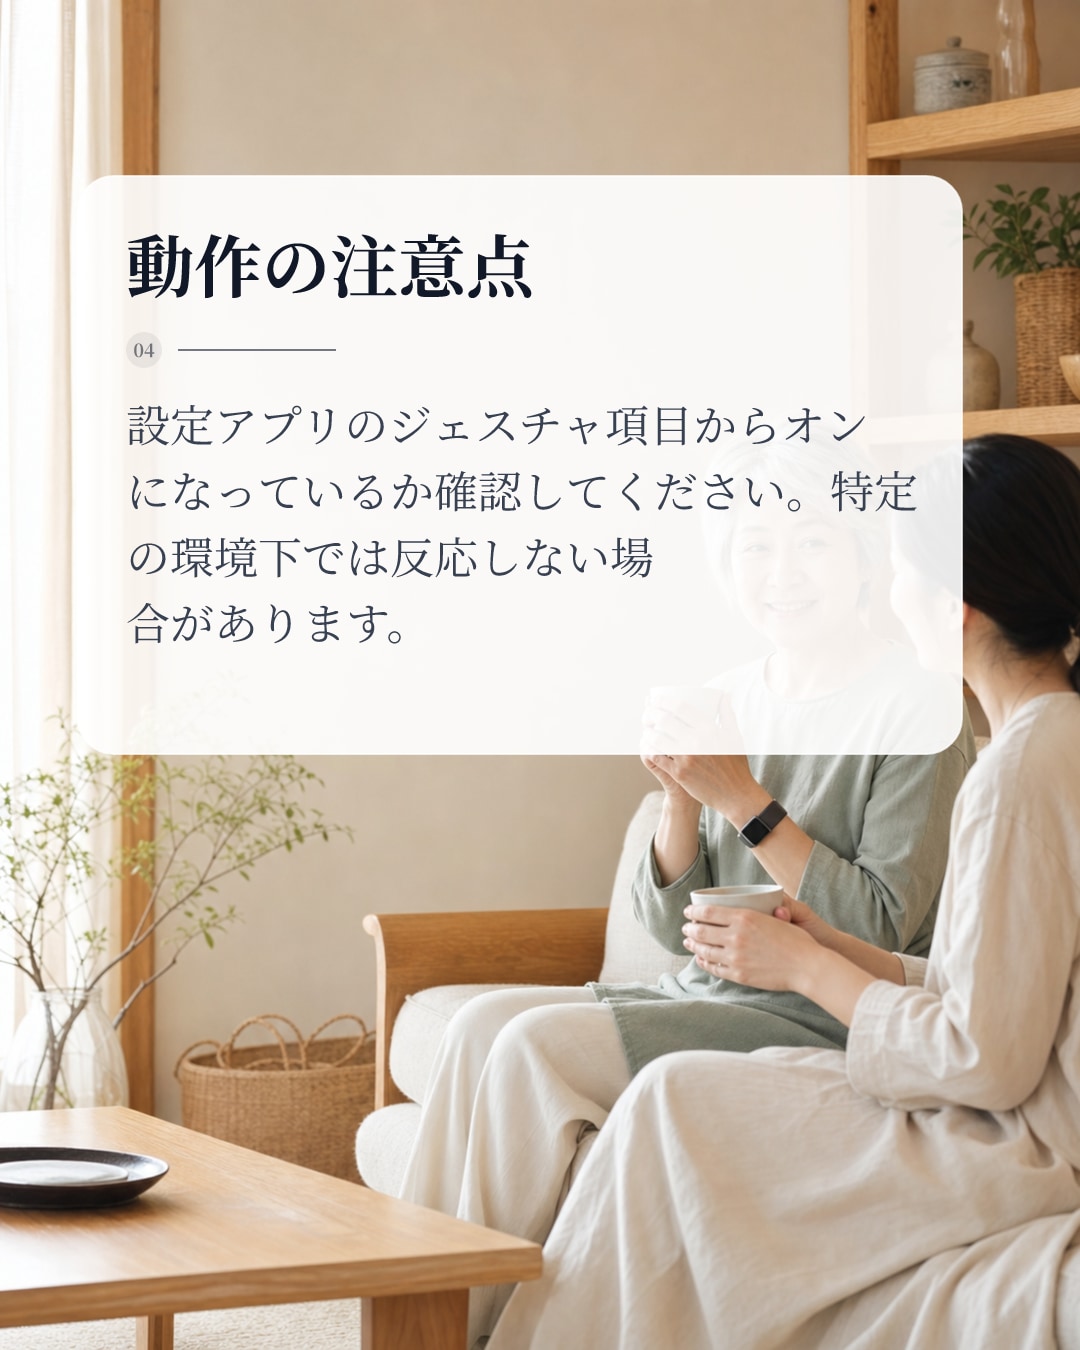 動作の注意点
04
設定アプリのジェスチャ項目からオン
になっているか確認してください。特定
の環境下では反応しない場
合があります。